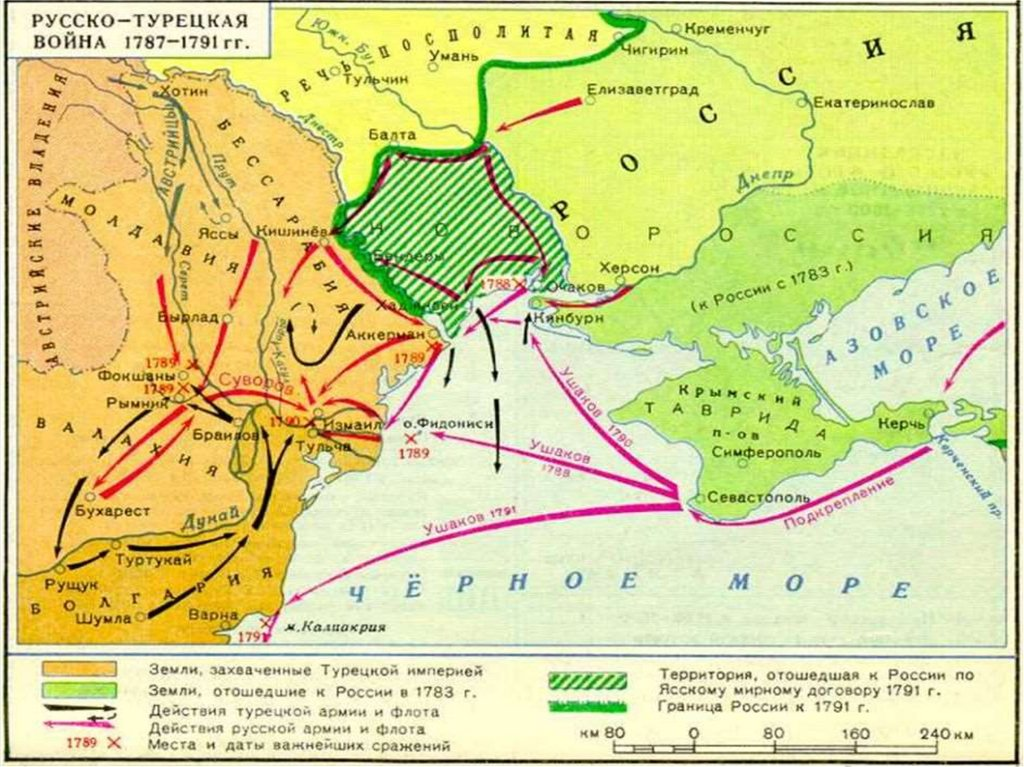 РУССКО-ТУРЕЦКАЯ
ВОЙНА 1787–1791 гг.
Южн. Буг
РЕЧЬ ПОСПОЛИТАЯ
Кременчуг
Чигирин
Умань
Тульчин
РОССИЯ
Хотин
Елизаветград
Екатеринослав
Днестр
Балта
АВСТРИЙСКИЕ ВЛАДЕНИЯ
АВСТРИЙЦЫ
Прут
БЕССАРАБИЯ
Днепр
МОЛДАВИЯ
Яссы
Кишинёв
НОВОРОССИЯ
Бендеры
(к России с 1783 г.)
Херсон
Серет
1788
Очаков
Хаджибей
Кинбурн
Бырлад
Аккерман
1789
АЗОВСКОЕ
МОРЕ
1789
Фокшаны
1789
Рымник
Суворов
Ушаков 1790
Крымский
ТАВРИДА
п-ов
Керчь
Керченский пр.
ВАЛАХИЯ
Браилов
1790
Измаил
Тульча
о.Фидониси
1789
Ушаков
1788
Симферополь
Севастополь
Подкрепление
Бухарест
Дунай
Ушаков 1791
Туртукай
Рущук
БОЛГАРИЯ
Шумла
Варна
1791
м.Калиакрия
ЧЁРНОЕ МОРЕ
Земли, захваченные Турецкой империей
Земли, отошедшие к России в 1783 г.
Действия турецкой армии и флота
Действия русской армии и флота
1789 Места и даты важнейших сражений
Территория, отошедшая к России по
Ясскому мирному договору 1791 г.
Граница России к 1791 г.
км 80 0 80 160 240 км